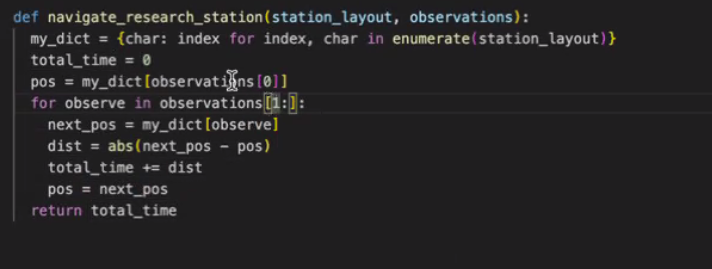 def navigate_research_station(station_layout, observations):
  my_dict = {char: index for index, char in enumerate(station_layout)}
  total_time = 0
  pos = my_dict[observations[0]]
  for observe in observations[1:]:
    next_pos = my_dict[observe]
    dist = abs(next_pos - pos)
    total_time += dist
    pos = next_pos
  return total_time